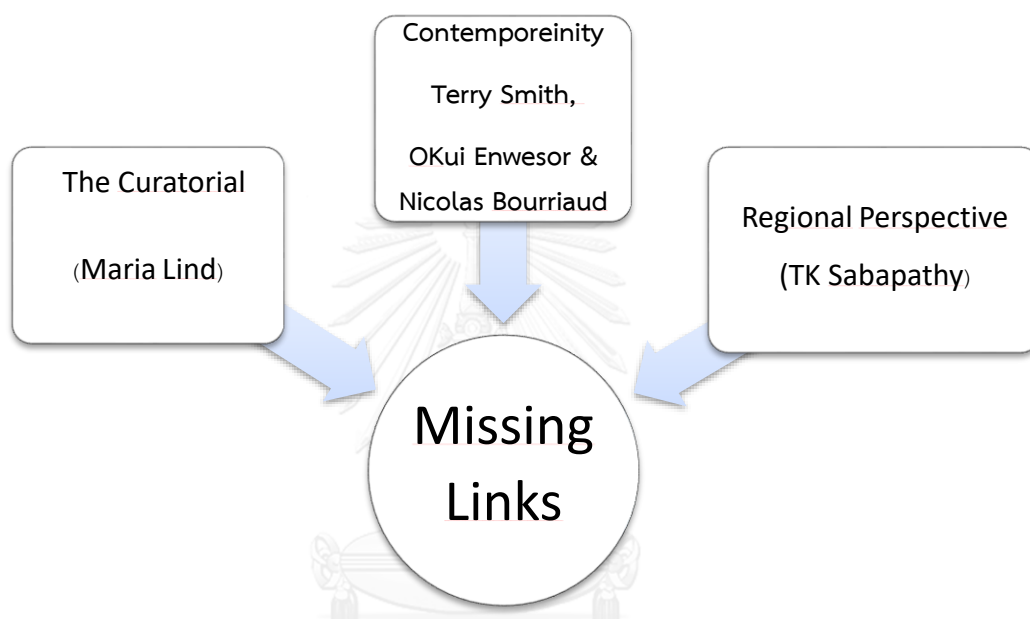 Contemporeinity
Terry Smith,
OKui Enwesor &
Nicolas Bourriaud
The Curatorial
(Maria Lind)
Regional Perspective
(TK Sabapathy)
Missing
Links